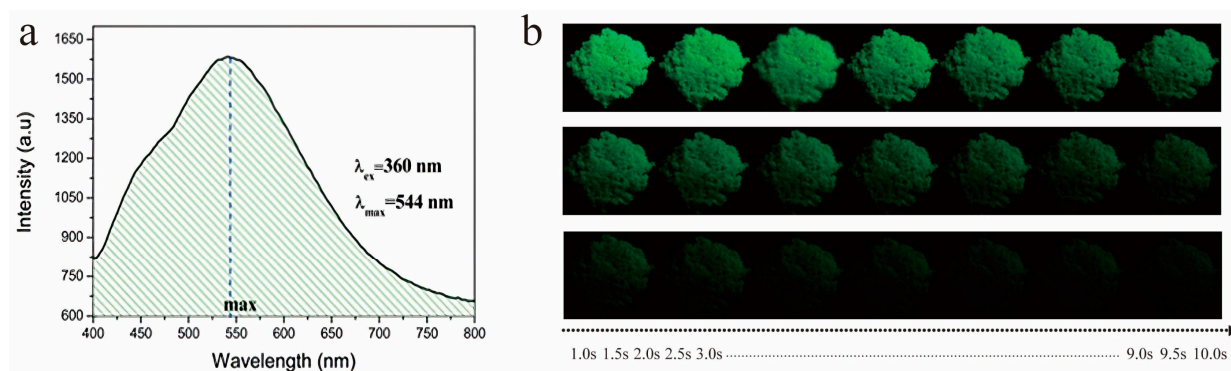 a
1650
1500
1350
1200
1050
900
750
600
Intensity (a.u)
λex=360 nm
λmax=544 nm
max
400 450 500 550 600 650 700 750 800
Wavelength (nm)
b
1.0s 1.5s 2.0s 2.5s 3.0s ........................................................................ 9.0s 9.5s 10.0s